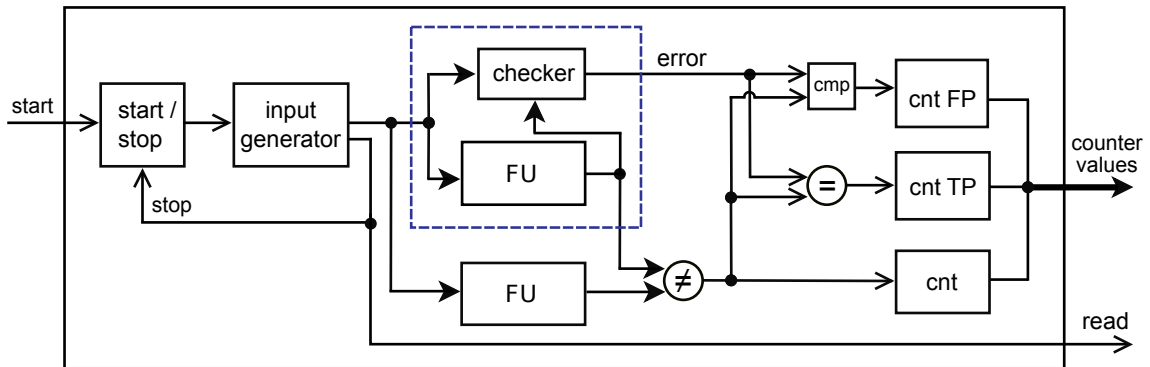 start
start /
stop
stop
input
generator
checker
FU
FU
error
cmp
=
≠
cnt FP
cnt TP
cnt
counter
values
read